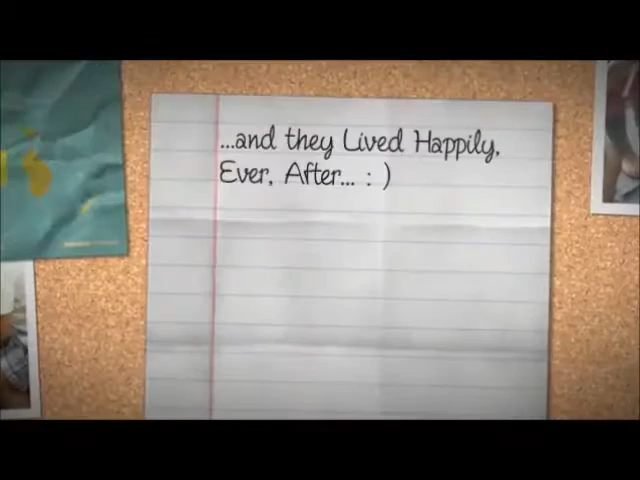 ...and they Lived Happily,
Ever, After... : )